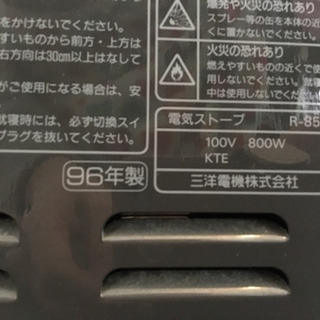 をかけないでください。
すいものから前方・上方は
右方向は30cm以上はなして
がご使用になる場合は、安
寝時には、必ず切換スイ
プラグを抜いてください。
爆発や火災の恐れあり
スプレー等の缶を本体の近
くに置かないでください。
火災の恐れあり
燃えやすいものの近くで使
用しないでください。就寝
中は使用しないでください。
電気ストーブ R-85
100V 800W
KTE
96年製
三洋電機株式会社